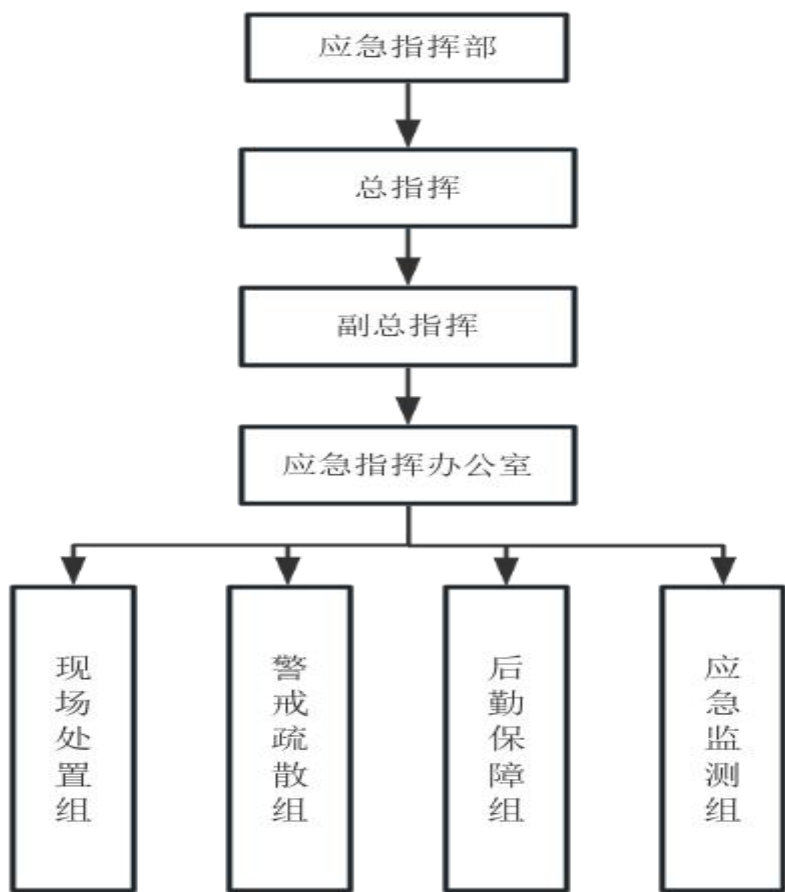 应急指挥部
总指挥
副总指挥
应急指挥办公室
现场处置组
警戒疏散组
后勤保障组
应急监测组